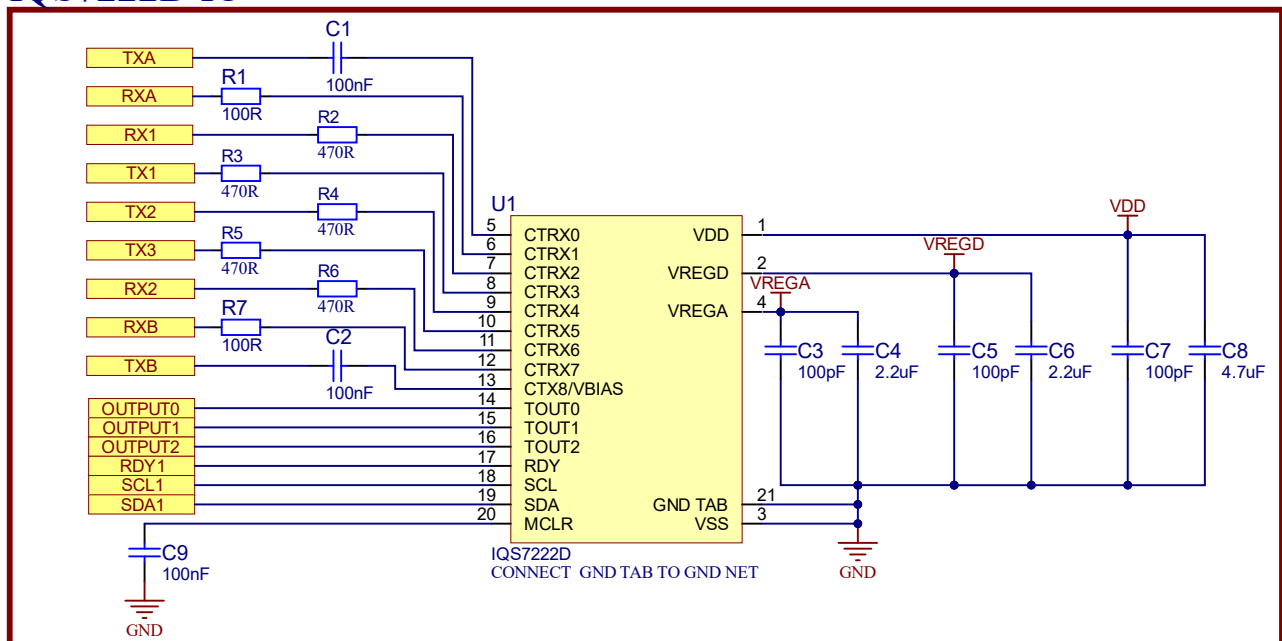 C1
TXA
100nF
R1
RXA
100R
R2
RX1
470R
R3
TX1
470R
R4
TX2
470R
R5
TX3
470R
R6
RX2
470R
R7
RXB
100R
C2
TXB
100nF
OUTPUT0
OUTPUT1
OUTPUT2
RDY1
SCL1
SDA1
C9
100nF
GND
U1
5 CTRX0
6 CTRX1
7 CTRX2
8 CTRX3
9 CTRX4
10 CTRX5
11 CTRX6
12 CTRX7
13 CTX8/VBIAS
14 TOUT0
15 TOUT1
16 TOUT2
17 RDY
18 SCL
19 SDA
20 MCLR
VDD 1
VREGD 2
VREGA 4
GND TAB 21
VSS 3
IQS7222D
CONNECT GND TAB TO GND NET
VDD
VREGD
VREGA
C3
100pF
C4
2.2uF
C5
100pF
C6
2.2uF
C7
100pF
C8
4.7uF
GND